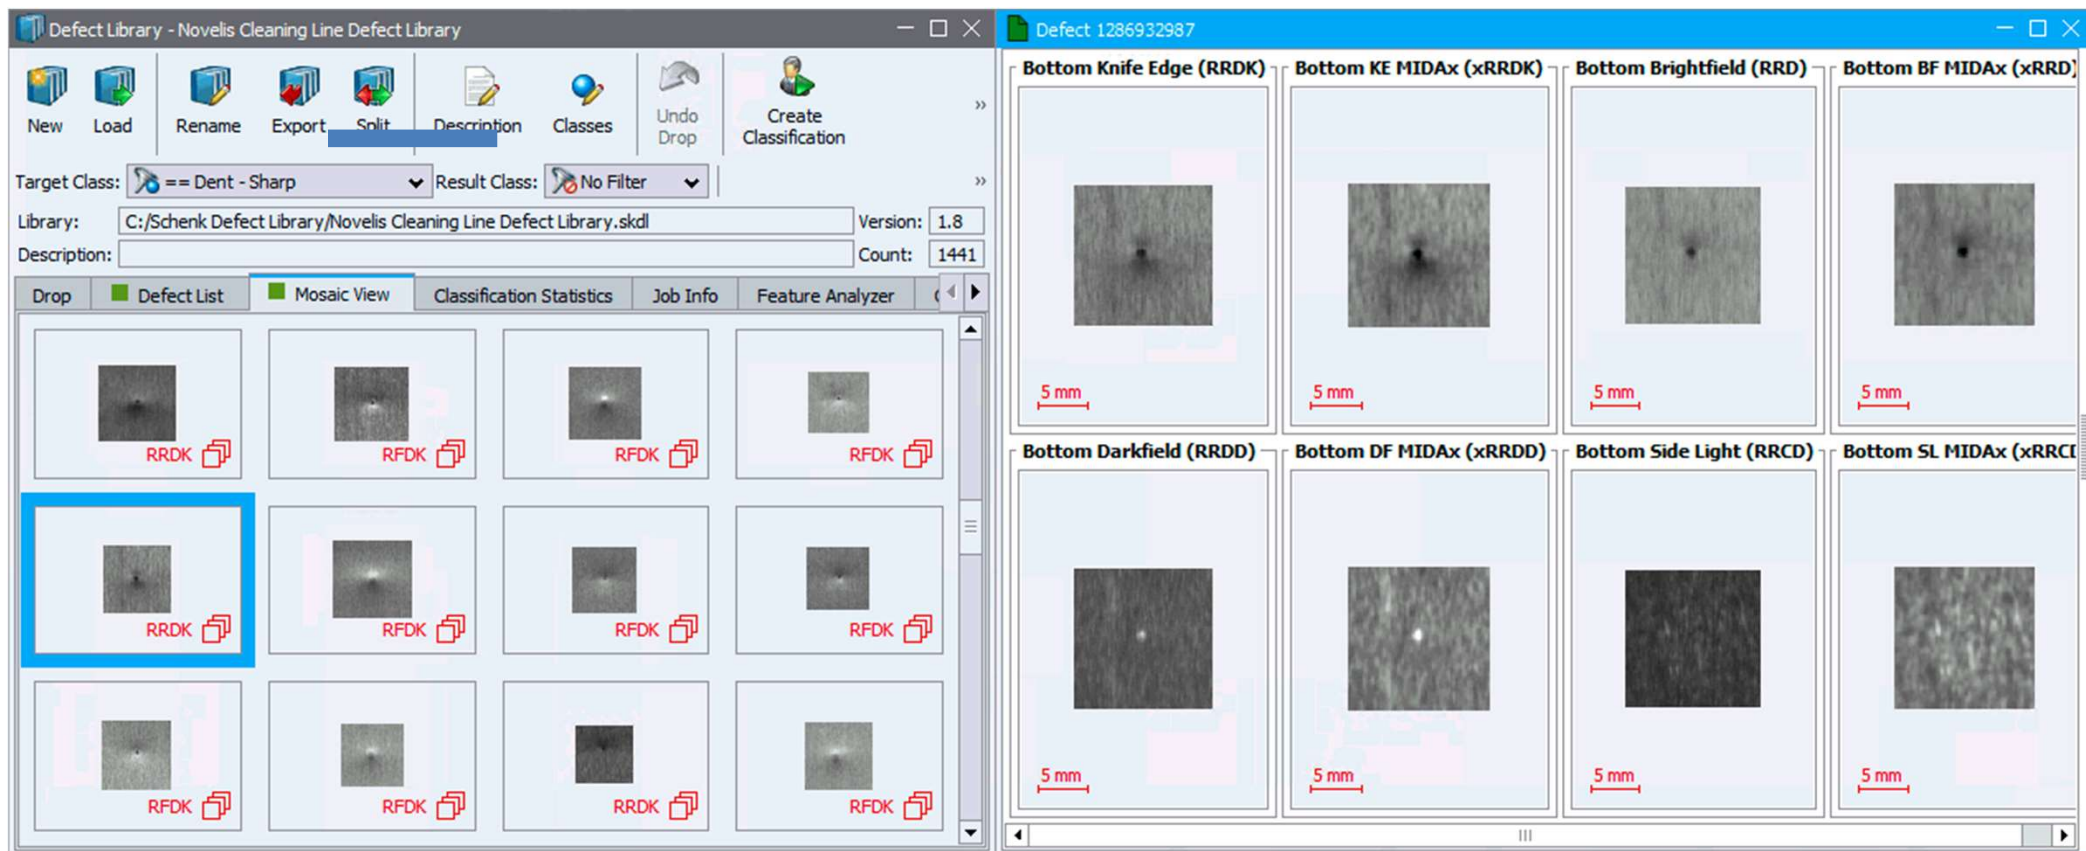 Defect Library - Novelis Cleaning Line Defect Library
New Load Rename Export Split Description Classes Undo Drop Create Classification »
Target Class: == Dent - Sharp Result Class: No Filter »
Library: C:/Schenk Defect Library/Novelis Cleaning Line Defect Library.skdl Version: 1.8
Description: Count: 1441
Drop Defect List Mosaic View Classification Statistics Job Info Feature Analyzer
RRDK RFDK RFDK RFDK
RRDK RFDK RFDK RFDK
RFDK RFDK RRDK RFDK
Defect 1286932987
Bottom Knife Edge (RRDK) Bottom KE MIDAx (xRRDK) Bottom Brightfield (RRD) Bottom BF MIDAx (xRRD)
5 mm 5 mm 5 mm 5 mm
Bottom Darkfield (RRDD) Bottom DF MIDAx (xRRDD) Bottom Side Light (RRCD) Bottom SL MIDAx
5 mm 5 mm 5 mm 5 mm